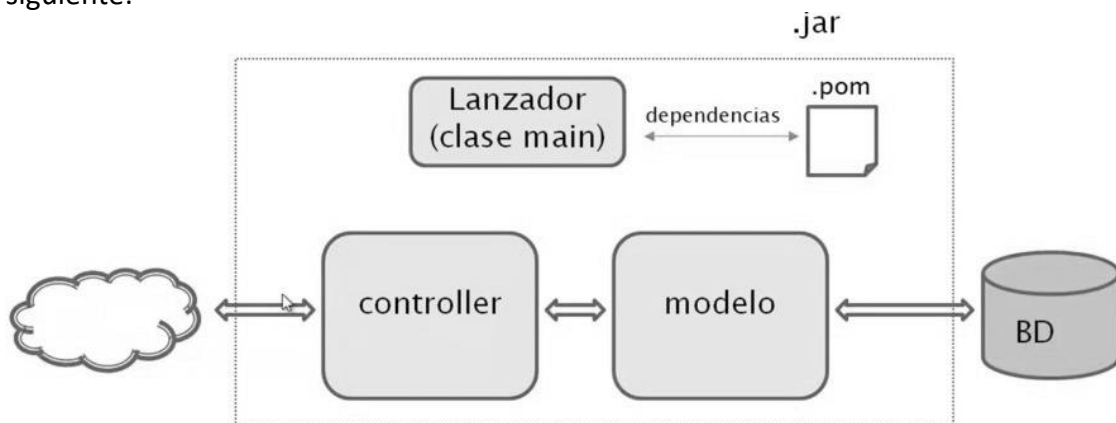 siguiente:
.jar
Lanzador
(clase main)
dependencias
.pom
controller
modelo
BD